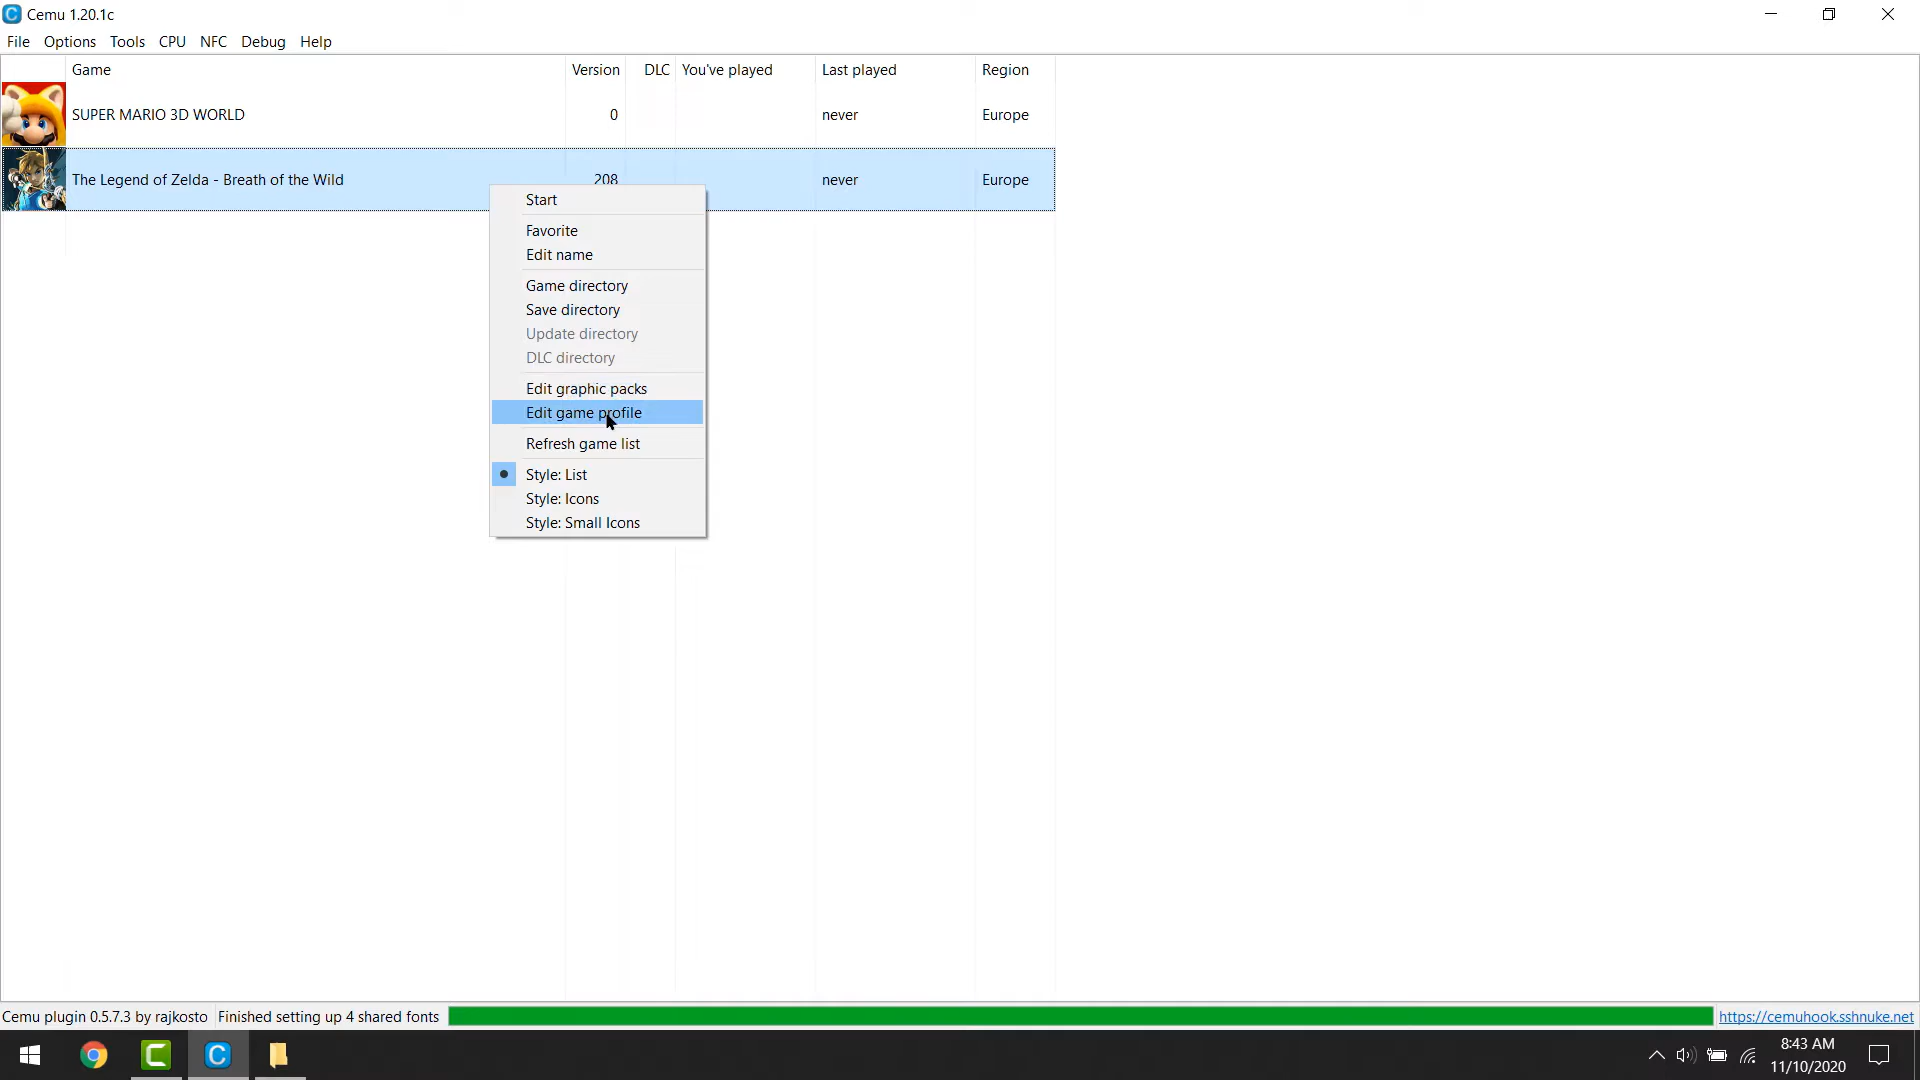 Cemu 1.20.1c
File Options Tools CPU NFC Debug Help
Game Version DLC You've played Last played Region
SUPER MARIO 3D WORLD 0 never Europe
The Legend of Zelda - Breath of the Wild 208 never Europe
Start
Favorite
Edit name
Game directory
Save directory
Update directory
DLC directory
Edit graphic packs
Edit game profile
Refresh game list
Style: List
Style: Icons
Style: Small Icons
Cemu plugin 0.5.7.3 by rajkosto Finished setting up 4 shared fonts https://cemuhook.sshnuke.net
8:43 AM
11/10/2020